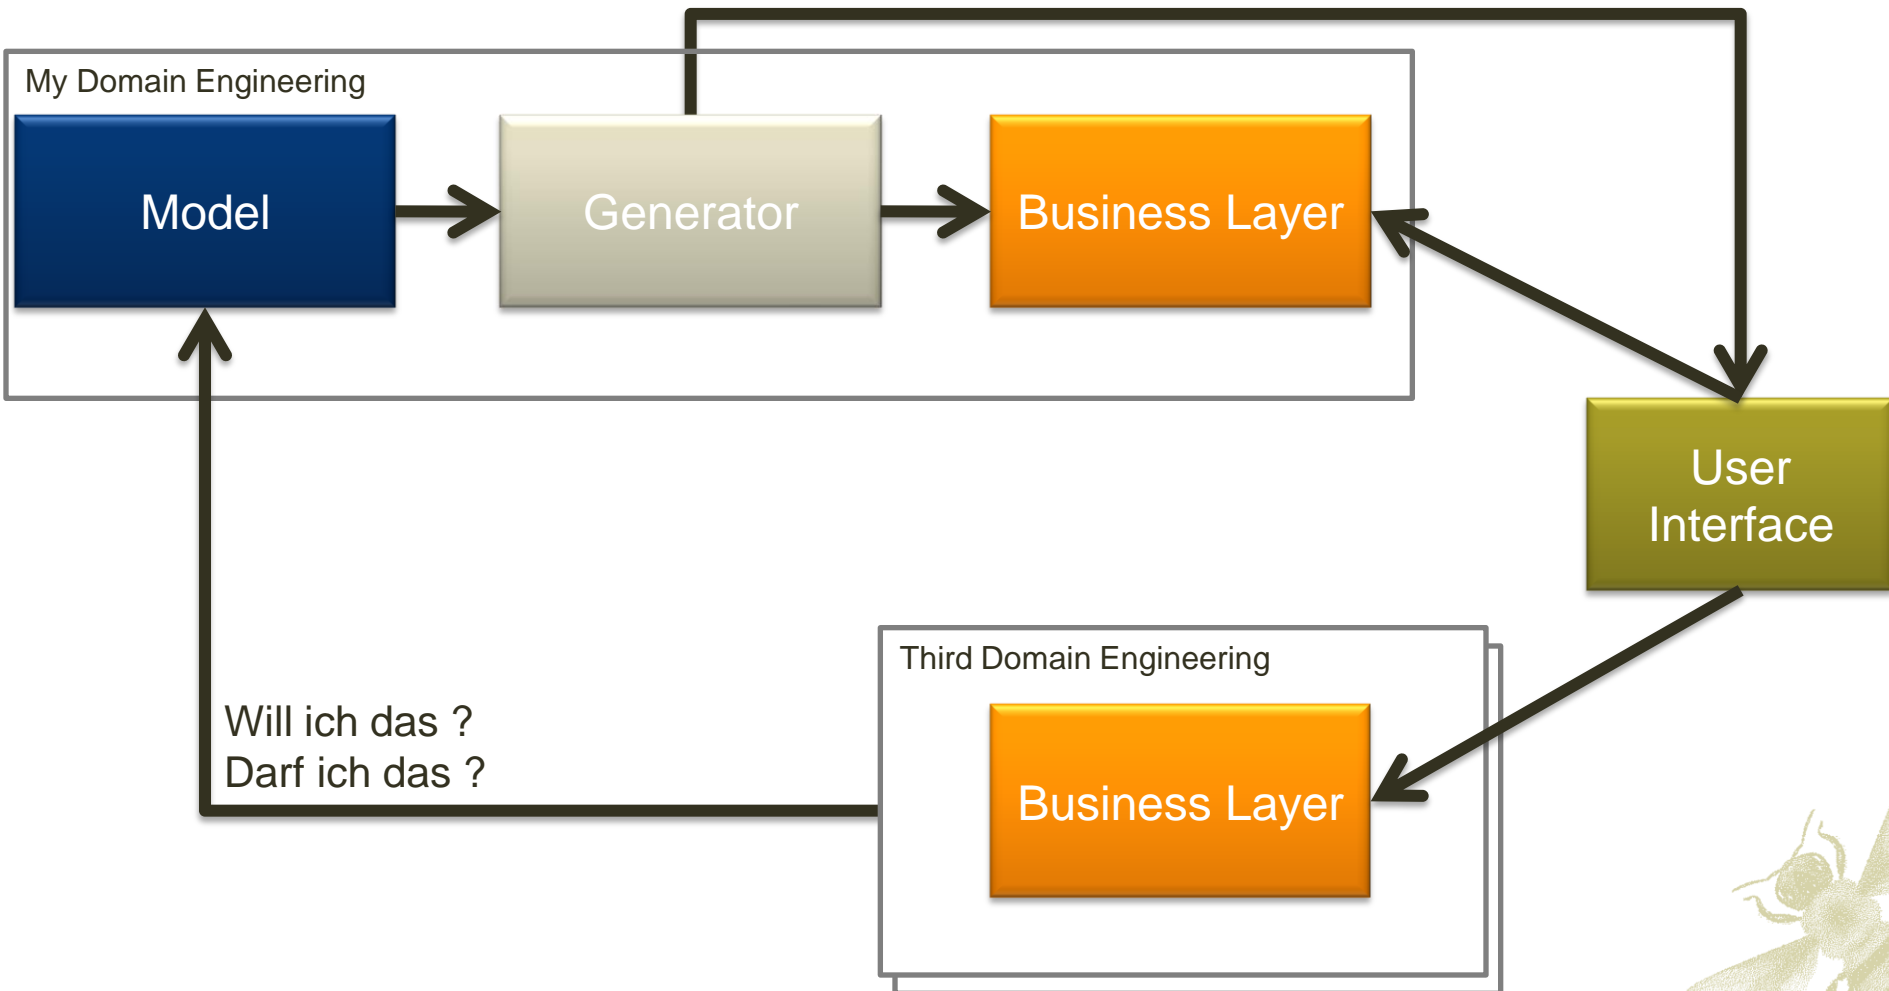 My Domain Engineering
Model
Generator
Business Layer
User
Interface
Third Domain Engineering
Will ich das ?
Darf ich das ?
Business Layer